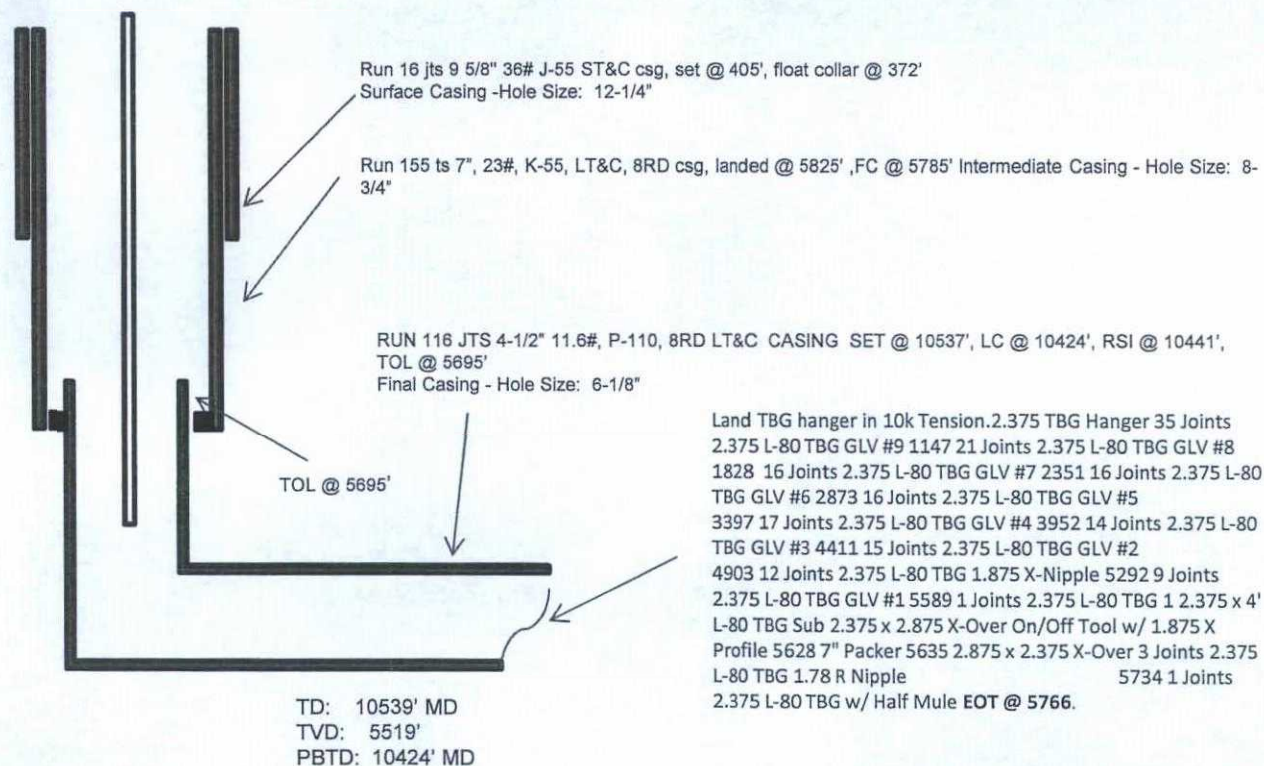 Run 16 jts 9 5/8" 36# J-55 ST&C csg, set @ 405', float collar @ 372'
Surface Casing -Hole Size:  12-1/4"
Run 155 ts 7", 23#, K-55, LT&C, 8RD csg, landed @ 5825' ,FC @ 5785' Intermediate Casing - Hole Size:  8-
3/4"
RUN 116 JTS 4-1/2" 11.6#, P-110, 8RD LT&C  CASING  SET @ 10537', LC @ 10424', RSI @ 10441',
TOL @ 5695'
Final Casing - Hole Size:  6-1/8"
Land TBG hanger in 10k Tension.2.375 TBG Hanger 35 Joints
2.375 L-80 TBG GLV #9 1147 21 Joints 2.375 L-80 TBG GLV #8
1828  16 Joints 2.375 L-80 TBG GLV #7 2351 16 Joints 2.375 L-80
TBG GLV #6 2873 16 Joints 2.375 L-80 TBG GLV #5
3397 17 Joints 2.375 L-80 TBG GLV #4 3952 14 Joints 2.375 L-80
TBG GLV #3 4411 15 Joints 2.375 L-80 TBG GLV #2
4903 12 Joints 2.375 L-80 TBG 1.875 X-Nipple 5292 9 Joints
2.375 L-80 TBG GLV #1 5589 1 Joints 2.375 L-80 TBG 1 2.375 x 4'
L-80 TBG Sub 2.375 x 2.875 X-Over On/Off Tool w/ 1.875 X
Profile 5628 7" Packer 5635 2.875 x 2.375 X-Over 3 Joints 2.375
L-80 TBG 1.78 R Nipple 5734 1 Joints
2.375 L-80 TBG w/ Half Mule EOT @ 5766.
TOL @ 5695'
TD:   10539' MD
TVD:   5519'
PBTD:  10424' MD